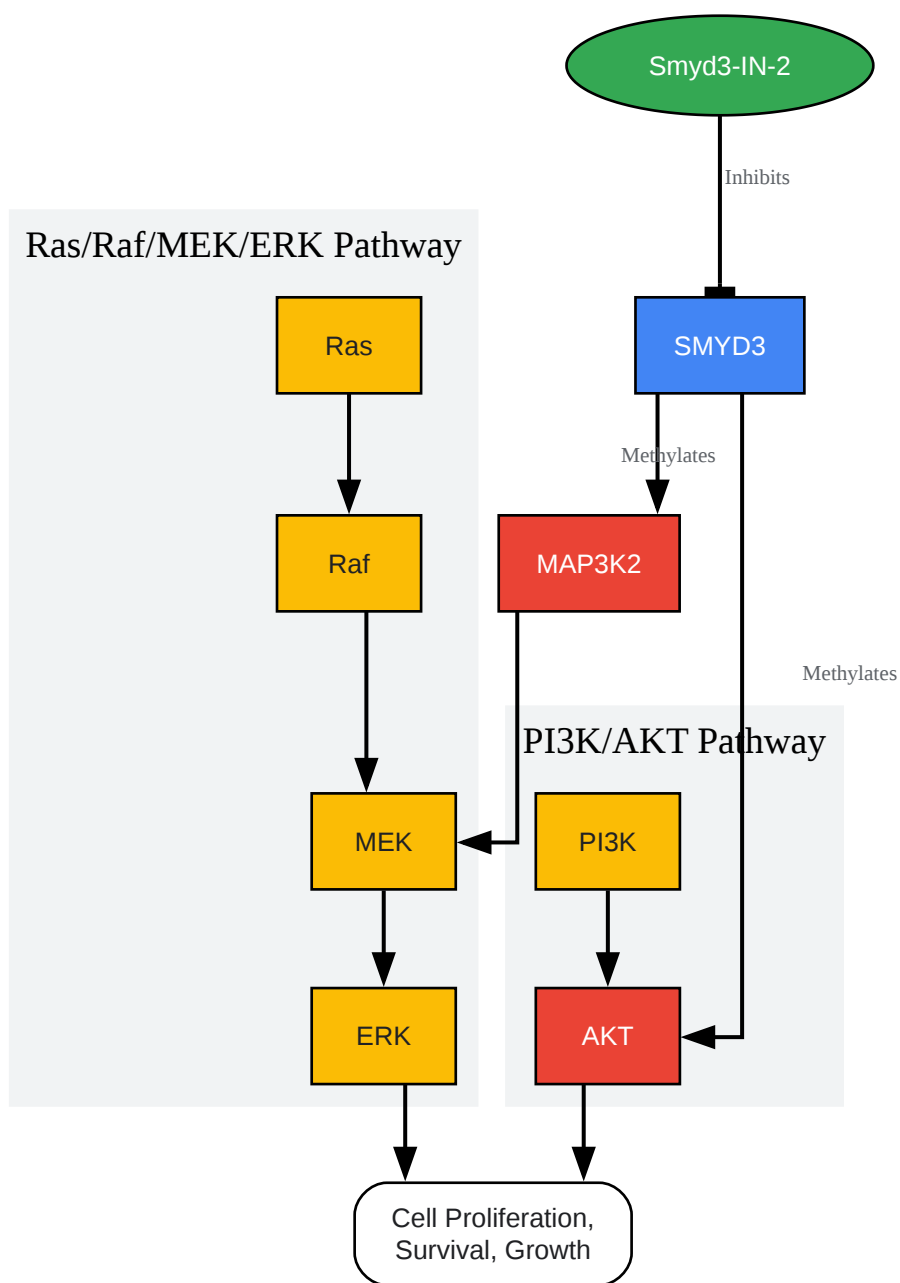 Smyd3-IN-2
Inhibits
Ras/Raf/MEK/ERK Pathway
Ras
SMYD3
Methylates
Raf
MAP3K2
Methylates
PI3K/AKT Pathway
MEK
PI3K
ERK
AKT
Cell Proliferation,
Survival, Growth